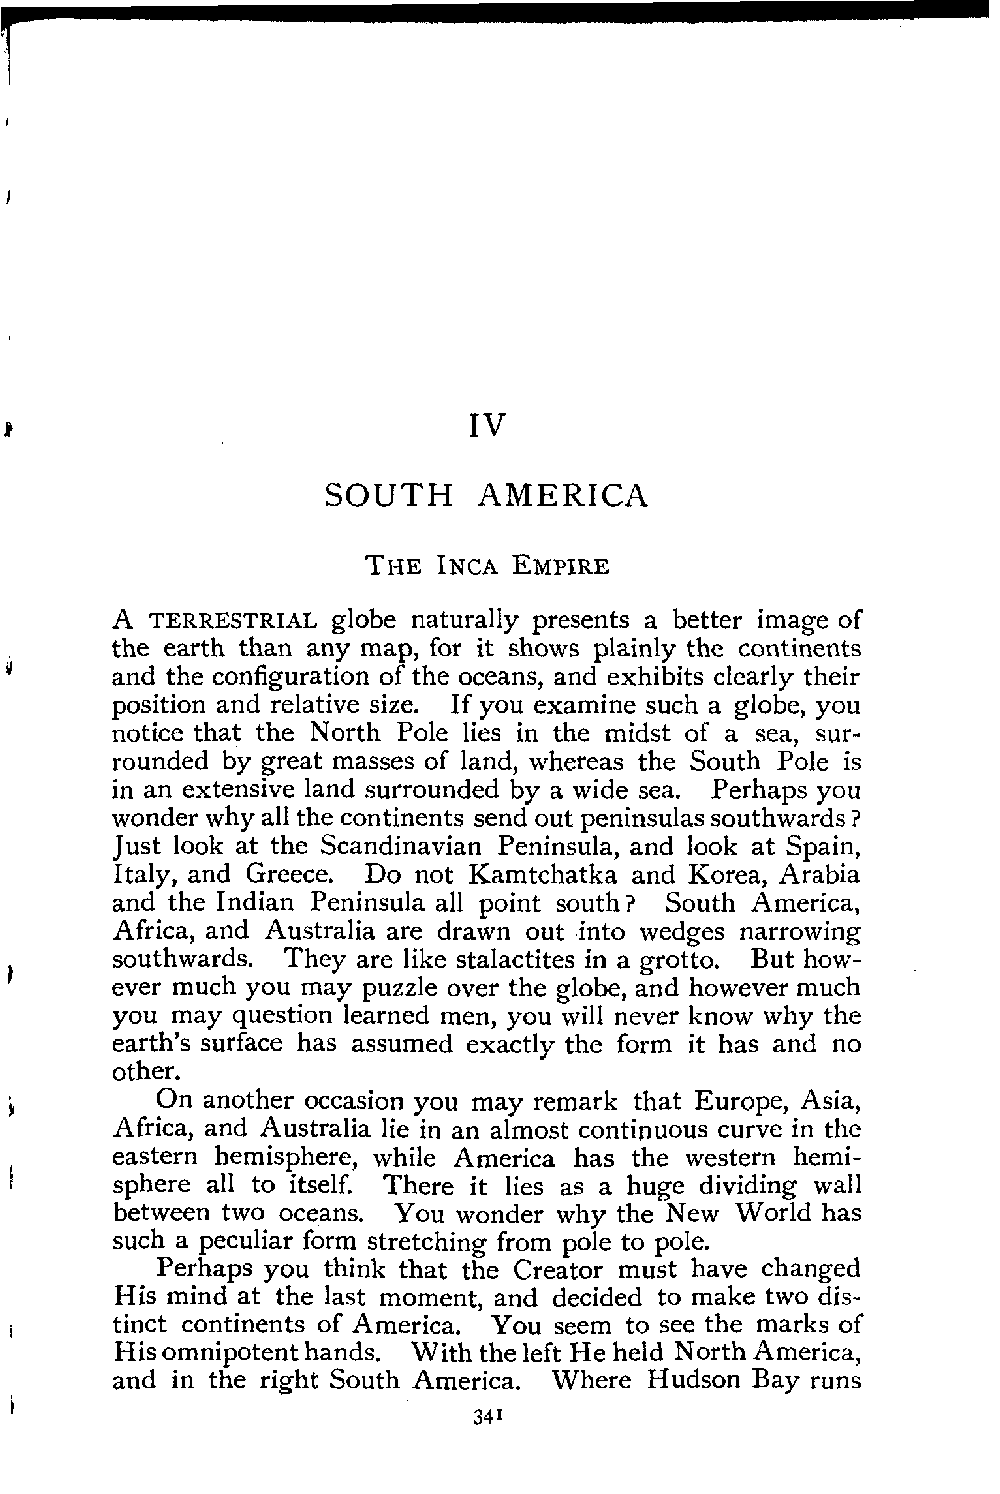 IV
SOUTH AMERICA
THE INCA EMPIRE
A TERRESTRIAL globe naturally presents a better image of
the earth than any map, for it shows plainly the continents
and the configuration of the oceans, and exhibits clearly their
position and relative size. If you examine such a globe, you
notice that the North Pole lies in the midst of a sea, sur-
rounded by great masses of land, whereas the South Pole is
in an extensive land surrounded by a wide sea. Perhaps you
wonder why all the continents send out peninsulas southwards?
Just look at the Scandinavian Peninsula, and look at Spain,
Italy, and Greece. Do not Kamtchatka and Korea, Arabia
and the Indian Peninsula all point south? South America,
Africa, and Australia are drawn out into wedges narrowing
southwards. They are like stalactites in a grotto. But how-
ever much you may puzzle over the globe, and however much
you may question learned men, you will never know why the
earth's surface has assumed exactly the form it has and no
other.
On another occasion you may remark that Europe, Asia,
Africa, and Australia lie in an almost continuous curve in the
eastern hemisphere, while America has the western hemi-
sphere all to itself. There it lies as a huge dividing wall
between two oceans. You wonder why the New World has
such a peculiar form stretching from pole to pole.
Perhaps you think that the Creator must have changed
His mind at the last moment, and decided to make two dis-
tinct continents of America. You seem to see the marks of
His omnipotent hands. With the left He held North America,
and in the right South America. Where Hudson Bay runs
341